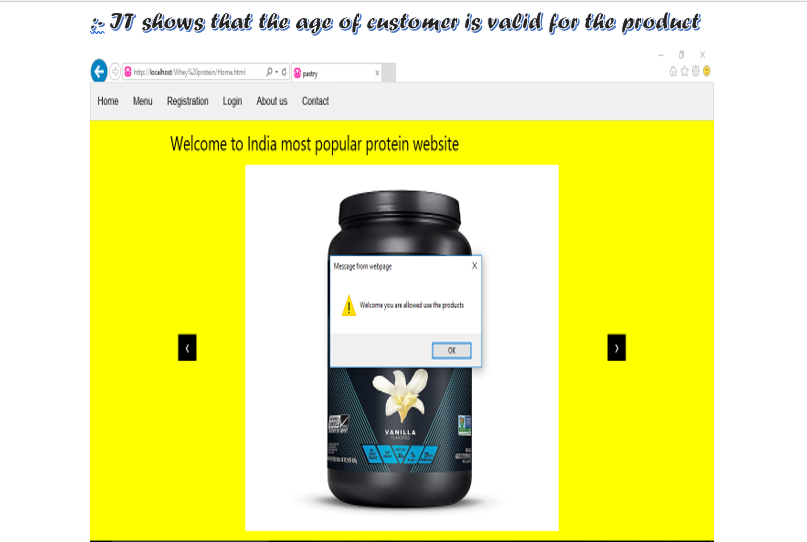 :- IT shows that the age of customer is valid for the product
http://localhost/Whey%20protein/Home.html
pastry
Home Menu Registration Login About us Contact
Welcome to India most popular protein website
Message from webpage
Welcome you are allowed use the products
OK
VANILLA
FLAVORED